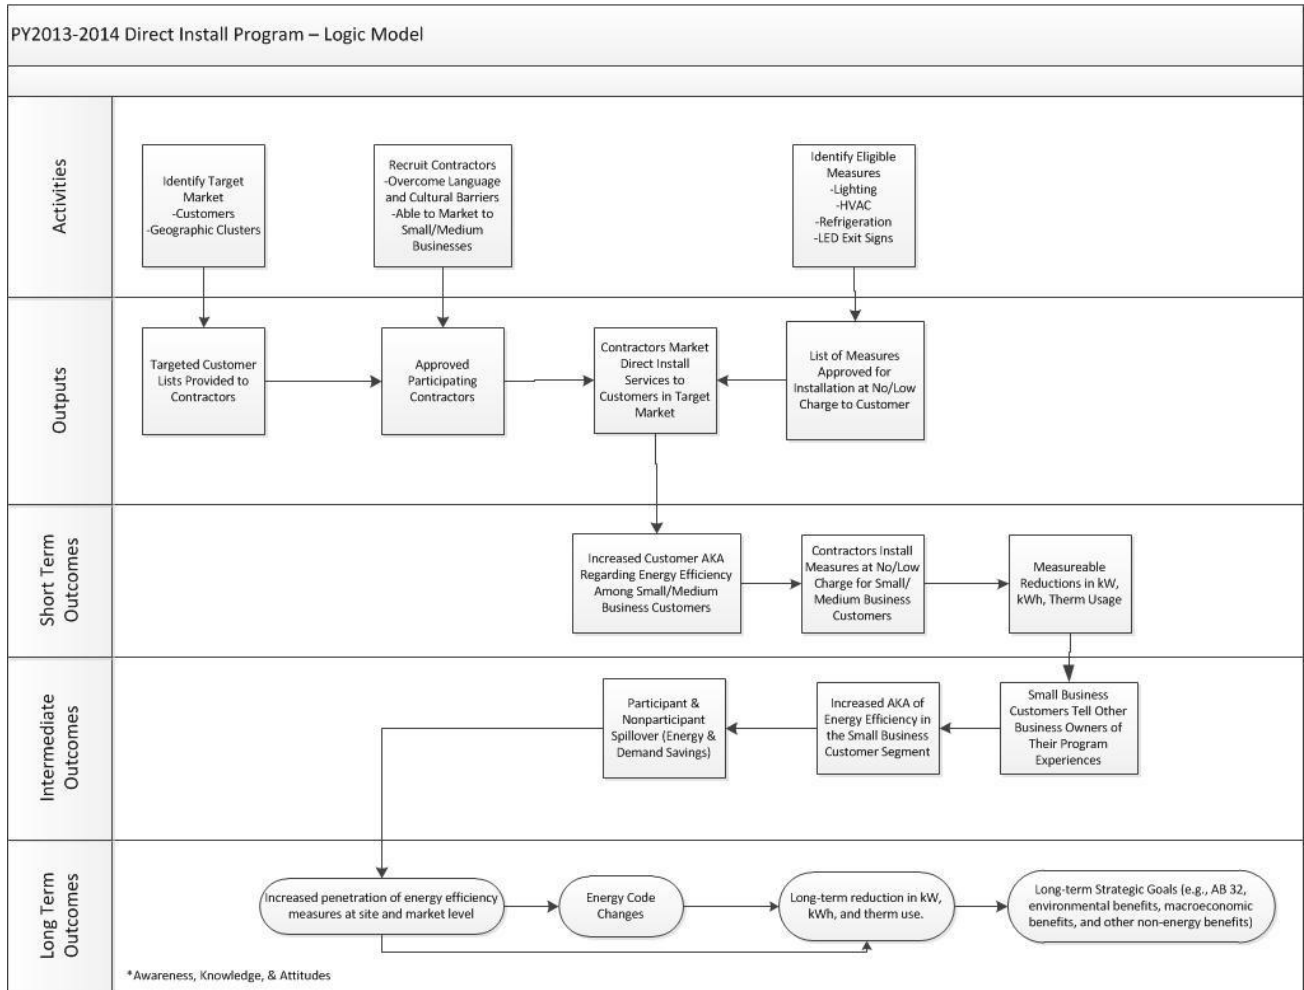 PY2013-2014 Direct Install Program – Logic Model
Activities
Identify Target
Market
-Customers
-Geographic Clusters
Recruit Contractors
-Overcome Language
and Cultural Barriers
-Able to Market to
Small/Medium
Businesses
Identify Eligible
Measures
-Lighting
-HVAC
-Refrigeration
-LED Exit Signs
Outputs
Targeted Customer
Lists Provided to
Contractors
Approved
Participating
Contractors
Contractors Market
Direct Install
Services to
Customers in Target
Market
List of Measures
Approved for
Installation at No/Low
Charge to Customer
Short Term
Outcomes
Increased Customer AKA
Regarding Energy Efficiency
Among Small/Medium
Business Customers
Contractors Install
Measures at No/Low
Charge for Small/
Medium Business
Customers
Measureable
Reductions in kW,
kWh, Therm Usage
Intermediate
Outcomes
Participant &
Nonparticipant
Spillover (Energy &
Demand Savings)
Increased AKA of
Energy Efficiency in
the Small Business
Customer Segment
Small Business
Customers Tell Other
Business Owners of
Their Program
Experiences
Long Term
Outcomes
Increased penetration of energy efficiency
measures at site and market level
Energy Code
Changes
Long-term reduction in kW,
kWh, and therm use.
Long-term Strategic Goals (e.g., AB 32,
environmental benefits, macroeconomic
benefits, and other non-energy benefits)
*Awareness, Knowledge, & Attitudes